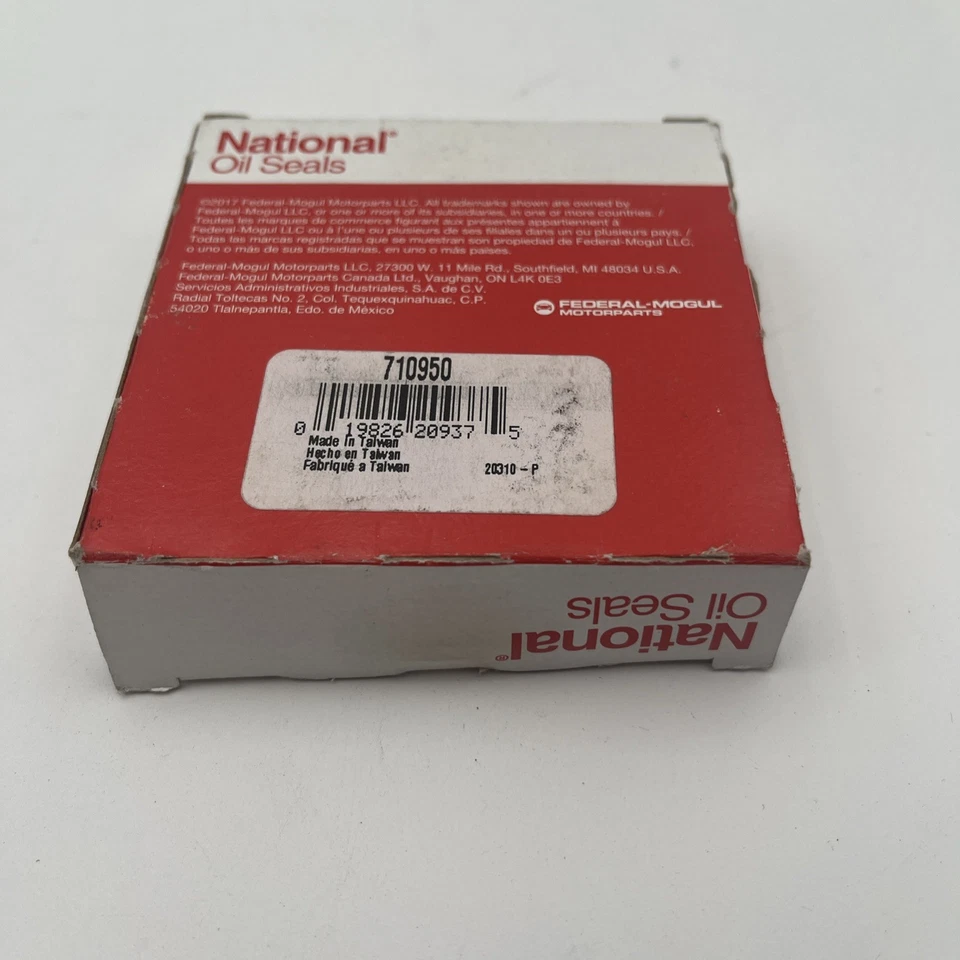 National®
Oil Seals
©2017 Federal-Mogul Motorparts LLC. All trademarks shown are owned by
Federal-Mogul LLC, or one or more of its subsidiaries, in one or more countries. /
Toutes les marques de commerce figurant aux présentes appartiennent à
Federal-Mogul LLC ou à l'une ou plusieurs de ses filiales dans un ou plusieurs pays. /
Todas las marcas registradas que se muestran son propiedad de Federal-Mogul LLC,
o uno o más de sus subsidiarias, en uno o más países.
Federal-Mogul Motorparts LLC, 27300 W. 11 Mile Rd., Southfield, MI 48034 U.S.A.
Federal-Mogul Motorparts Canada Ltd., Vaughan, ON L4K 0E3
Servicios Administrativos Industriales, S.A. de C.V.
Radial Toltecas No. 2, Col. Tequexquinahuac, C.P.
54020 Tlalnepantla, Edo. de México
FEDERAL-MOGUL
MOTORPARTS
710950
0 19826 20937 5
Made in Taiwan
Hecho en Taiwan
Fabriqué a Taiwan
20310 - P
National®
Oil Seals